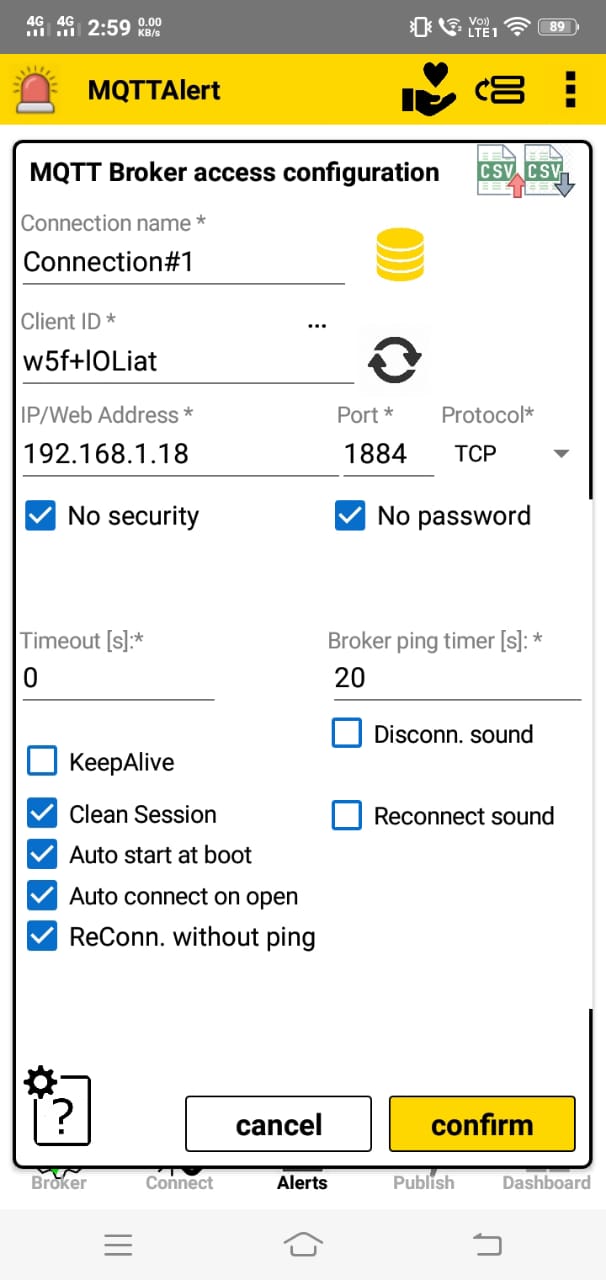 4G 4G 2:59 0.00 KB/s Vo)) LTE1 89
MQTTAlert
MQTT Broker access configuration CSV CSV
Connection name *
Connection#1
Client ID * ...
w5f+lOLiat
IP/Web Address * Port * Protocol*
192.168.1.18 1884 TCP
No security No password
Timeout [s]:* Broker ping timer [s]: *
0 20
Disconn. sound
KeepAlive
Clean Session Reconnect sound
Auto start at boot
Auto connect on open
ReConn. without ping
?
cancel confirm
Broker Connect Alerts Publish Dashboard